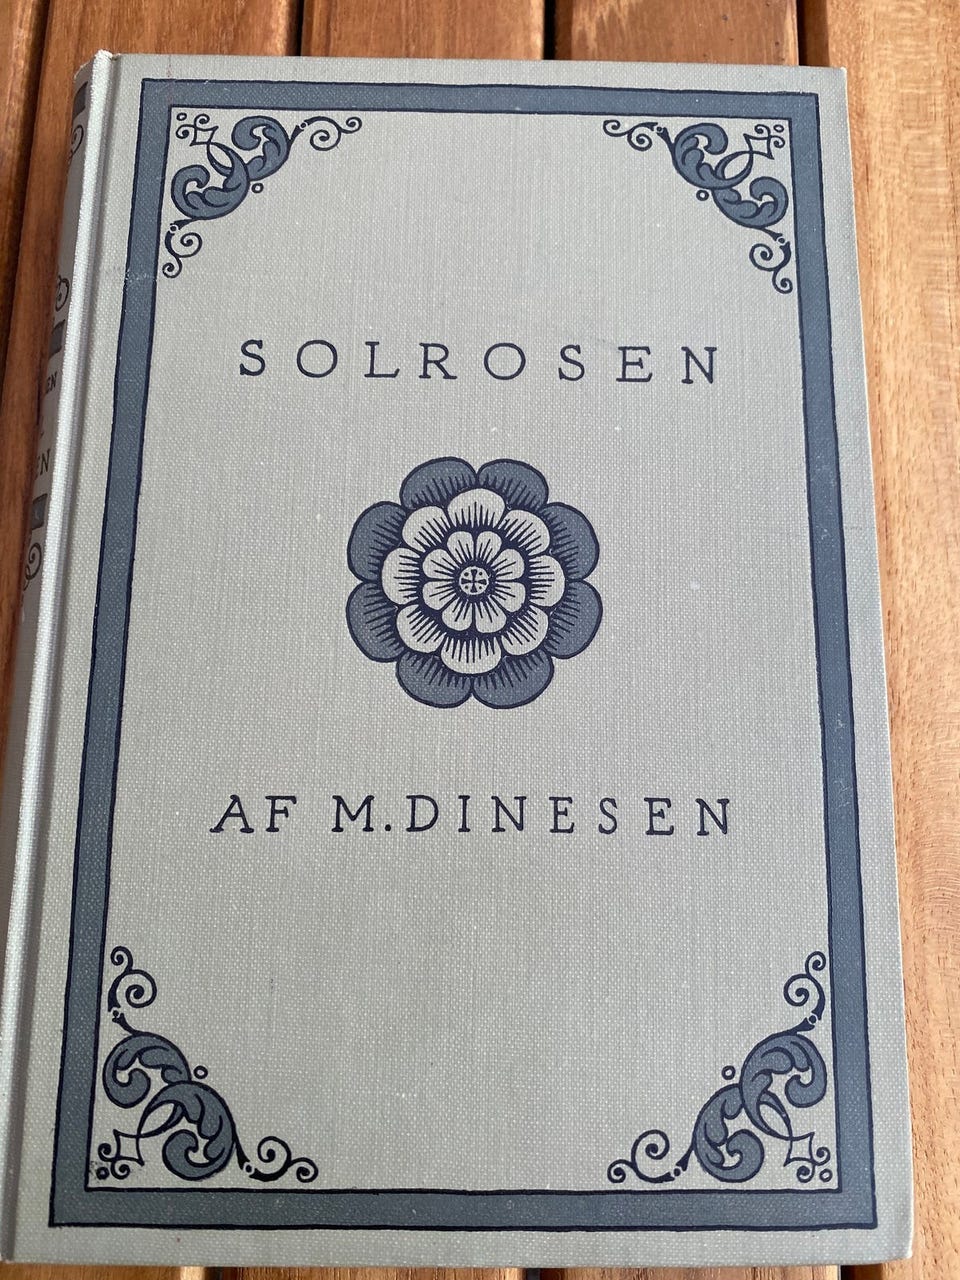 SOLROSEN
AF M. DINESEN